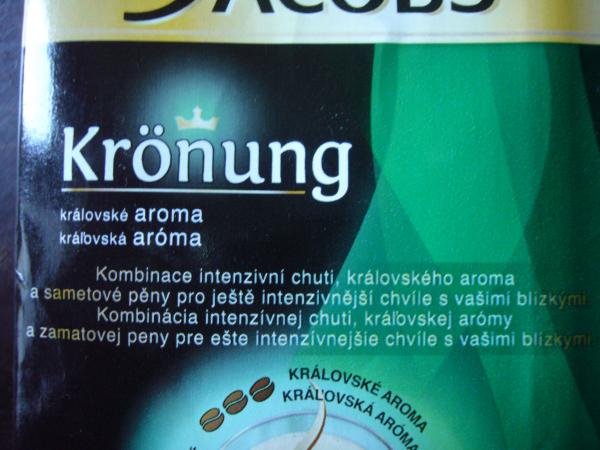 JACOBS
Krönung
královské aroma
kráľovská aróma
Kombinace intenzivní chuti, královského aroma
a sametové pěny pro ještě intenzivnější chvíle s vašimi blízkými.
Kombinácia intenzívnej chuti, kráľovskej arómy
a zamatovej peny pre ešte intenzívnejšie chvíle s vašimi blízkymi.
KRÁLOVSKÉ AROMA
KRÁĽOVSKÁ ARÓMA